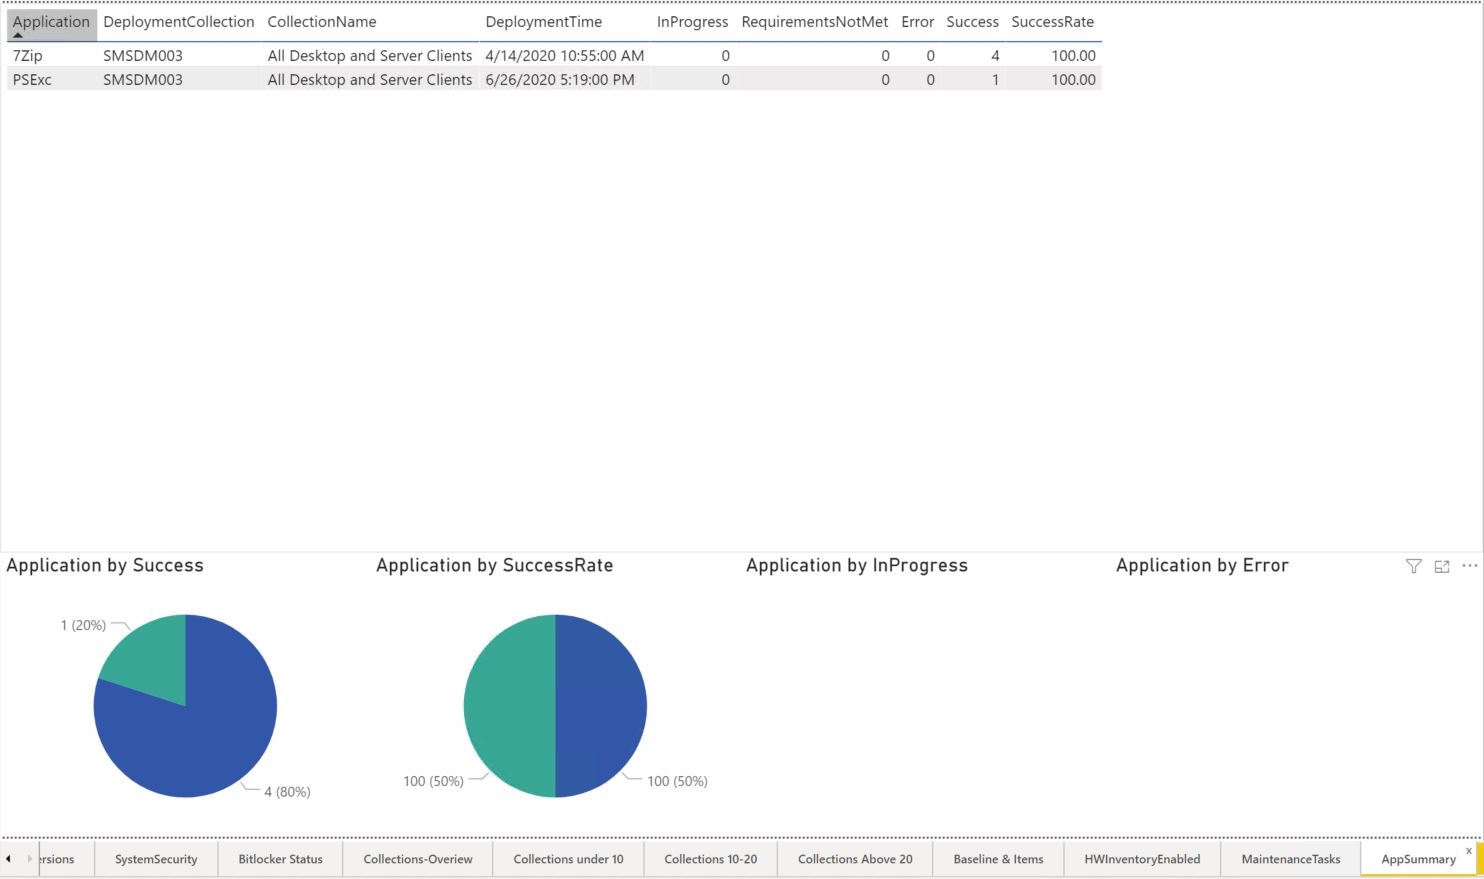 Application DeploymentCollection CollectionName DeploymentTime InProgress RequirementsNotMet Error Success SuccessRate
7Zip SMSDM003 All Desktop and Server Clients 4/14/2020 10:55:00 AM 0 0 0 4 100.00
PSExc SMSDM003 All Desktop and Server Clients 6/26/2020 5:19:00 PM 0 0 0 1 100.00
Application by Success Application by SuccessRate Application by InProgress Application by Error
1 (20%)
4 (80%)
100 (50%)
100 (50%)
ersions SystemSecurity Bitlocker Status Collections-Overiew Collections under 10 Collections 10-20 Collections Above 20 Baseline & Items HWInventoryEnabled MaintenanceTasks AppSummary x